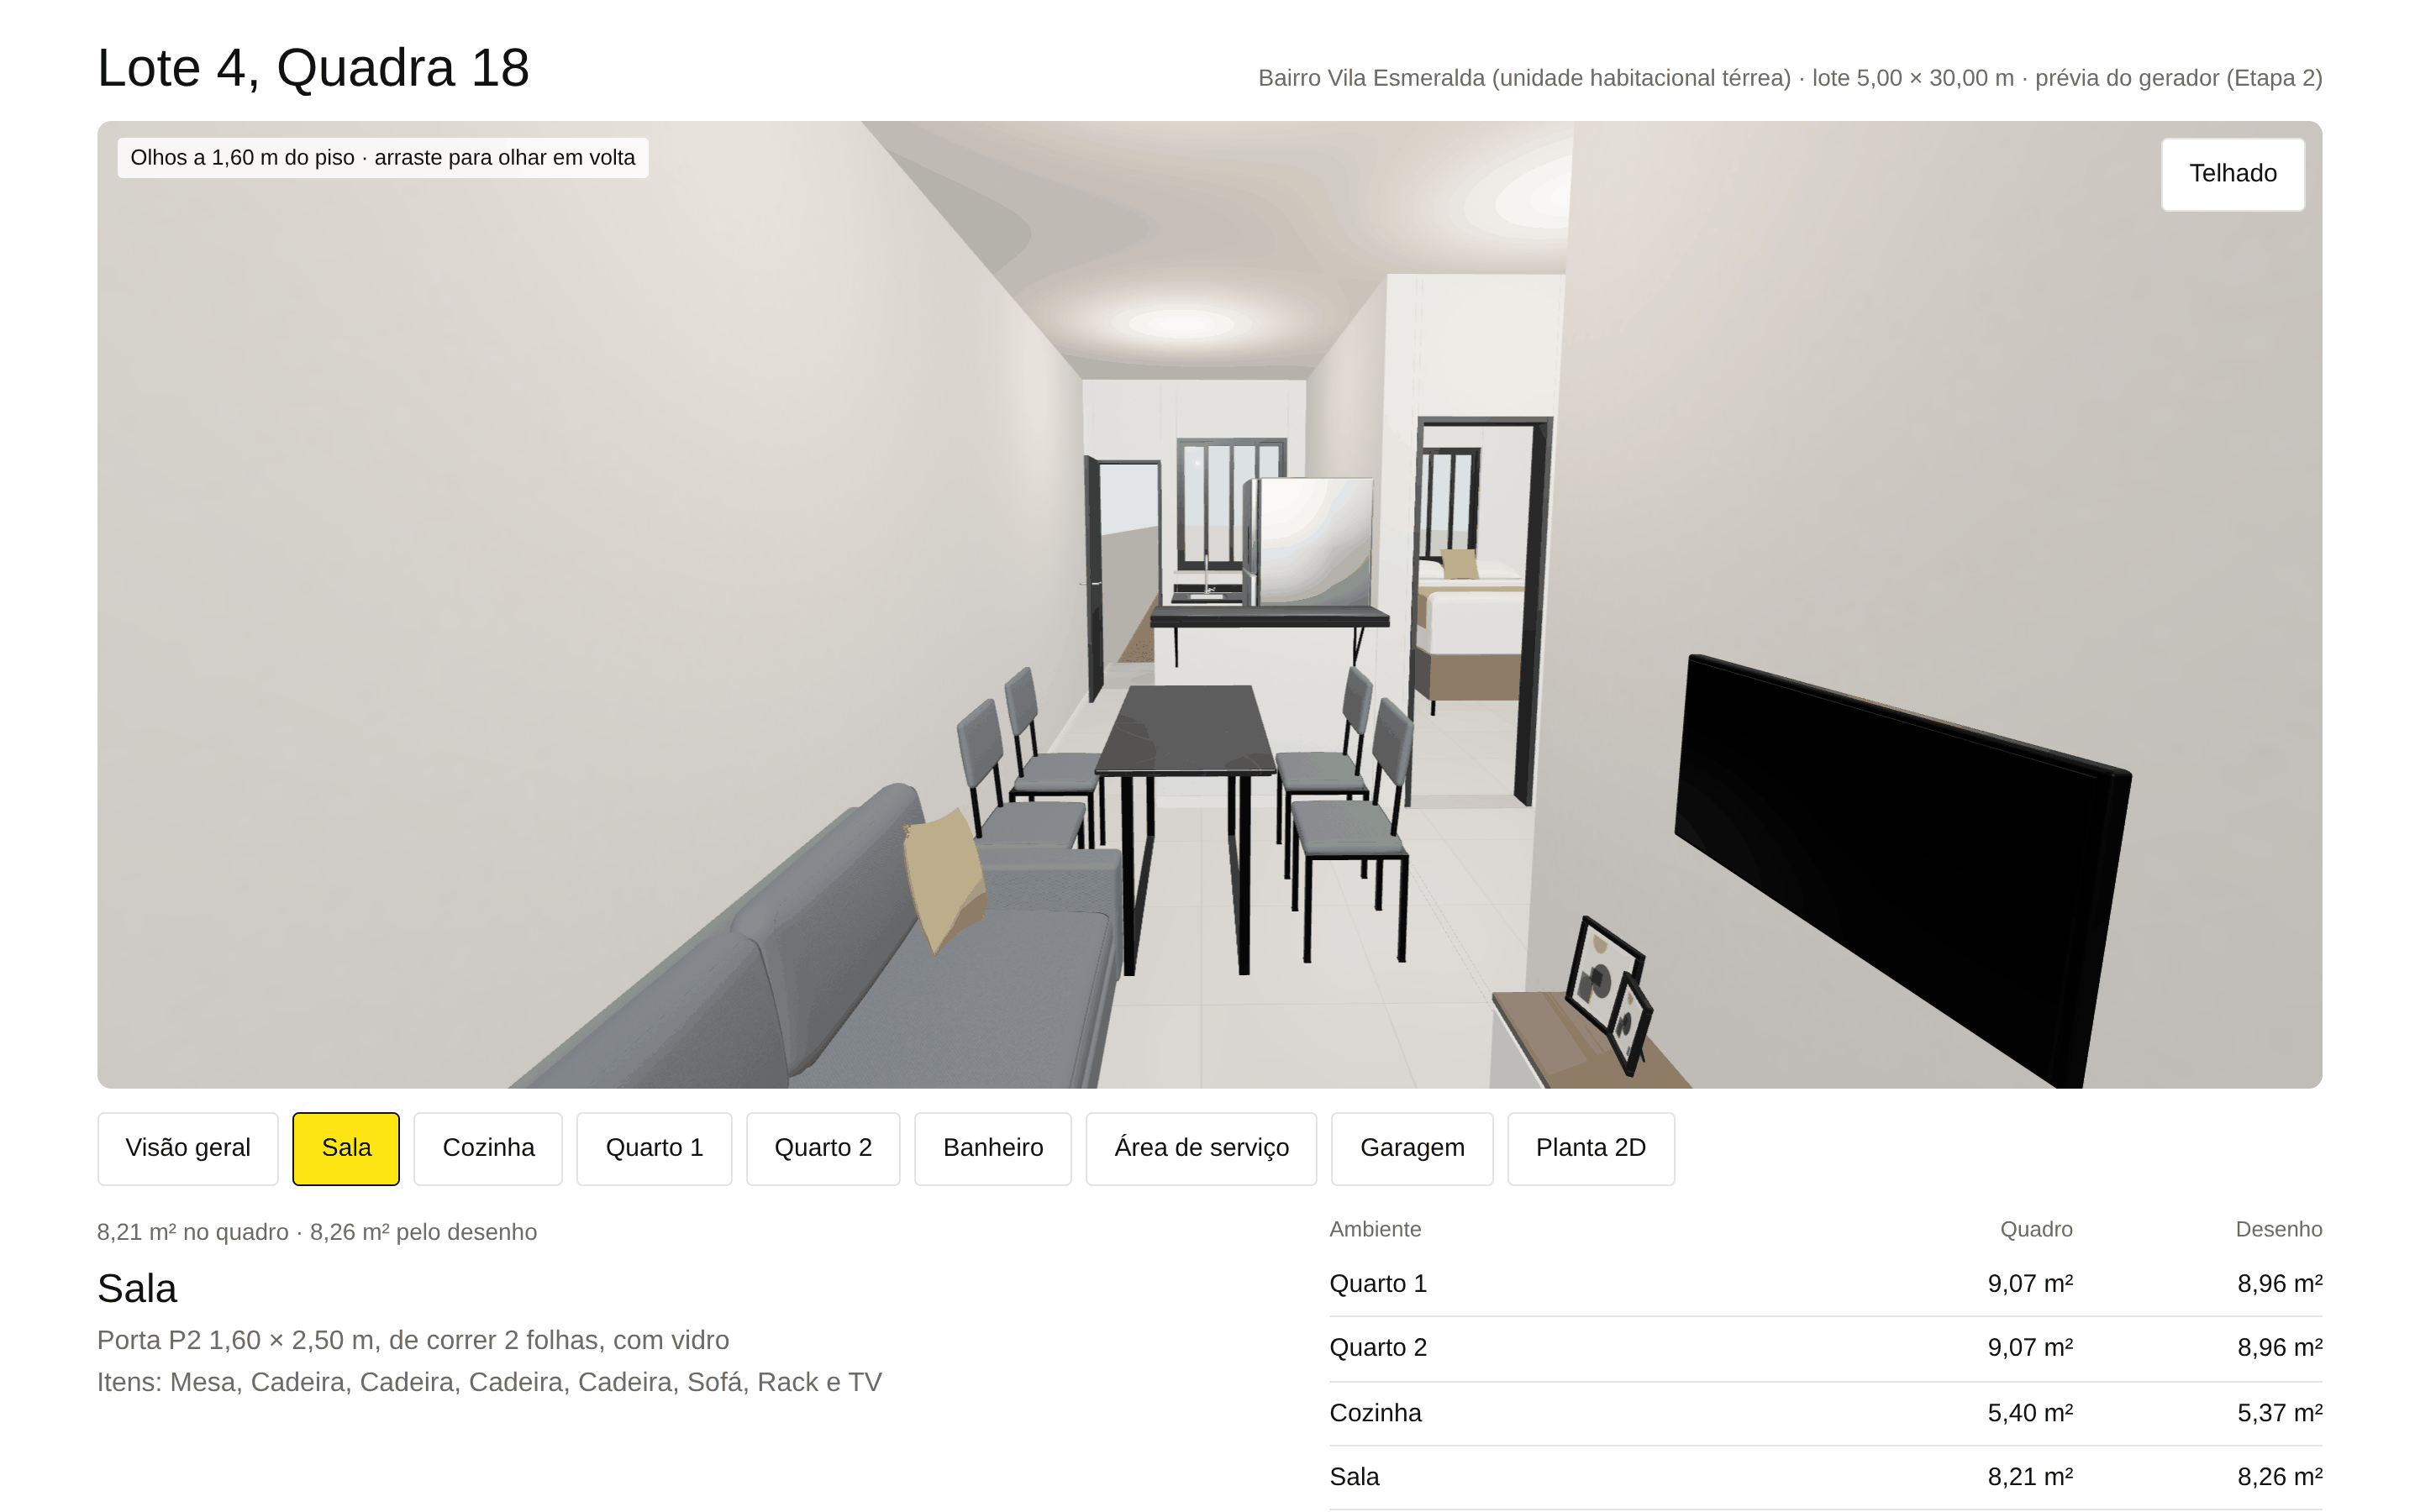 Lote 4, Quadra 18
Bairro Vila Esmeralda (unidade habitacional térrea) · lote 5,00 × 30,00 m · prévia do gerador (Etapa 2)
Olhos a 1,60 m do piso · arraste para olhar em volta
Telhado
Visão geral
Sala
Cozinha
Quarto 1
Quarto 2
Banheiro
Área de serviço
Garagem
Planta 2D
8,21 m² no quadro · 8,26 m² pelo desenho
Sala
Porta P2 1,60 × 2,50 m, de correr 2 folhas, com vidro
Itens: Mesa, Cadeira, Cadeira, Cadeira, Cadeira, Sofá, Rack e TV
Ambiente Quadro Desenho
Quarto 1 9,07 m² 8,96 m²
Quarto 2 9,07 m² 8,96 m²
Cozinha 5,40 m² 5,37 m²
Sala 8,21 m² 8,26 m²